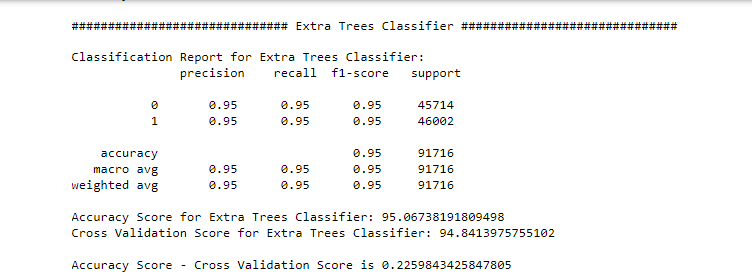 ############################## Extra Trees Classifier ##############################
Classification Report for Extra Trees Classifier:
precision recall f1-score support
0 0.95 0.95 0.95 45714
1 0.95 0.95 0.95 46002
accuracy 0.95 91716
macro avg 0.95 0.95 0.95 91716
weighted avg 0.95 0.95 0.95 91716
Accuracy Score for Extra Trees Classifier: 95.06738191809498
Cross Validation Score for Extra Trees Classifier: 94.8413975755102
Accuracy Score - Cross Validation Score is 0.2259843425847805